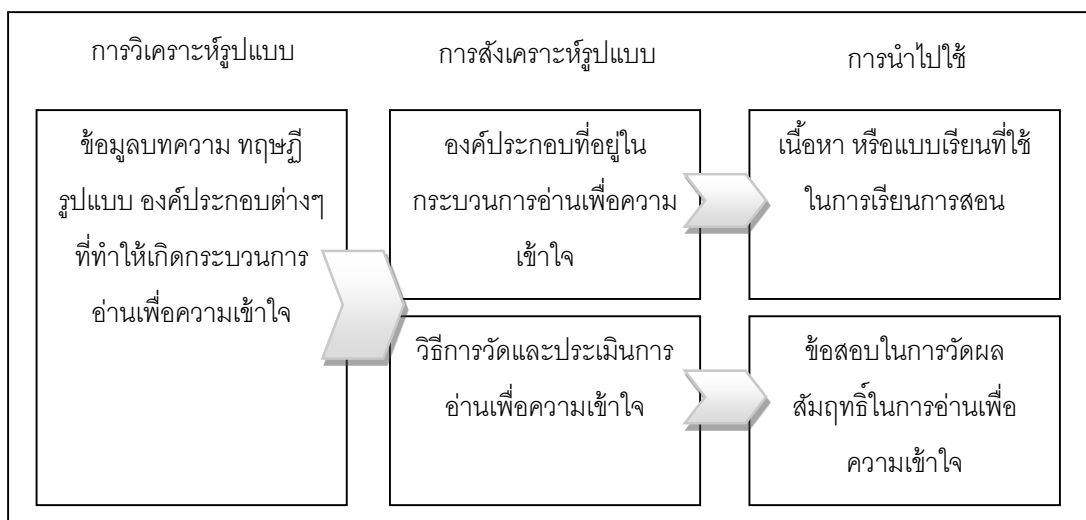 การวิเคราะห์รูปแบบ
การสังเคราะห์รูปแบบ
การนำไปใช้
ข้อมูลบทความ ทฤษฏี
รูปแบบ องค์ประกอบต่างๆ
ที่ทำให้เกิดกระบวนการ
อ่านเพื่อความเข้าใจ
องค์ประกอบที่อยู่ใน
กระบวนการอ่านเพื่อความ
เข้าใจ
เนื้อหา หรือแบบเรียนที่ใช้
ในการเรียนการสอน
วิธีการวัดและประเมินการ
อ่านเพื่อความเข้าใจ
ข้อสอบในการวัดผล
สัมฤทธิ์ในการอ่านเพื่อ
ความเข้าใจ